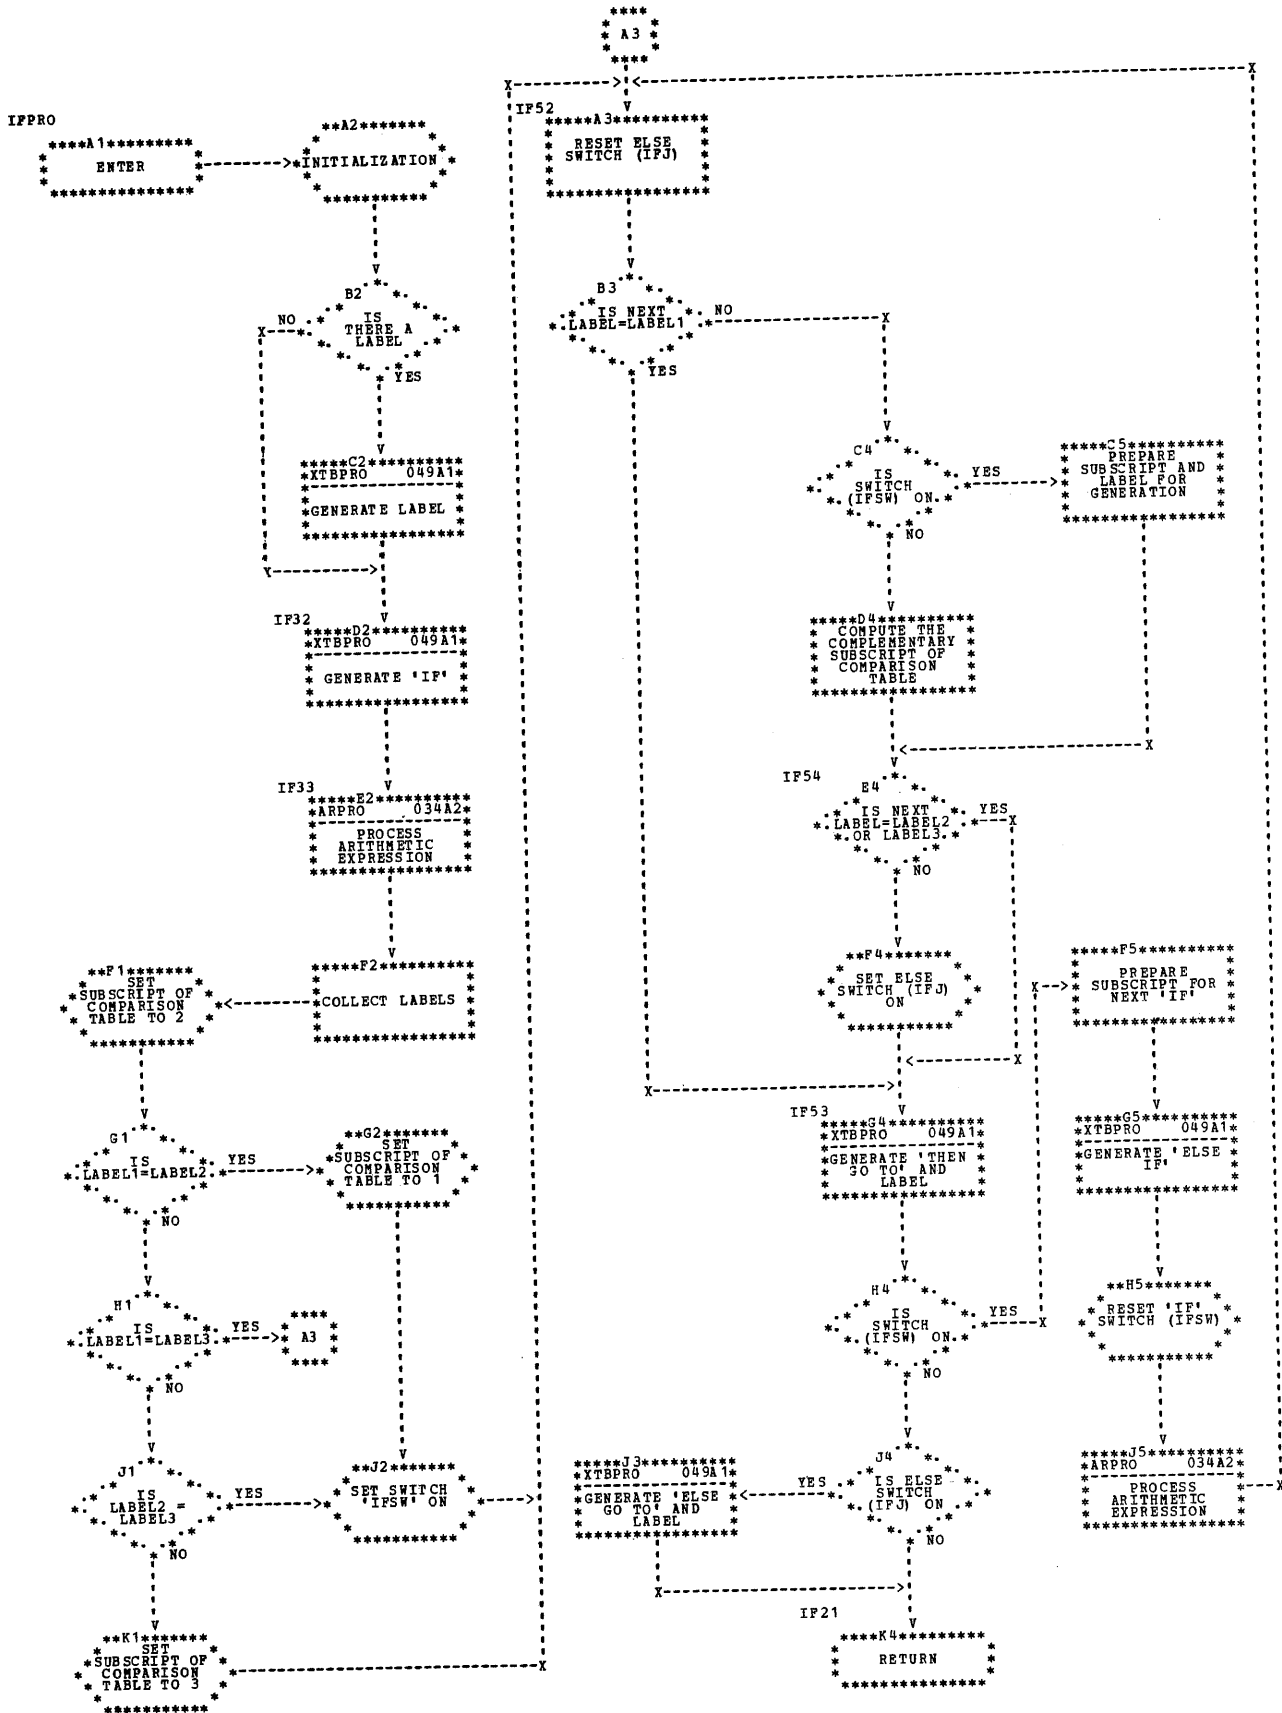 A3
IFPRO
A1
ENTER
A2
INITIALIZATION
B2
IS
THERE A
LABEL
NO
YES
C2
XTBPRO 049A1
GENERATE LABEL
IF32
D2
XTBPRO 049A1
GENERATE 'IF'
IF33
E2
ARPRO 034A2
PROCESS
ARITHMETIC
EXPRESSION
F2
COLLECT LABELS
F1
SET
SUBSCRIPT OF
COMPARISON
TABLE TO 2
G1
IS
LABEL1=LABEL2
YES
NO
G2
SET
SUBSCRIPT OF
COMPARISON
TABLE TO 1
H1
IS
LABEL1=LABEL3
YES
NO
A3
J1
IS
LABEL2 =
LABEL3
YES
NO
J2
SET SWITCH
'IFSW' ON
K1
SET
SUBSCRIPT OF
COMPARISON
TABLE TO 3
IF52
A3
RESET ELSE
SWITCH (IFJ)
B3
IS NEXT
LABEL=LABEL1
NO
YES
C4
IS
SWITCH
(IFSW) ON
YES
NO
C5
PREPARE
SUBSCRIPT AND
LABEL FOR
GENERATION
D4
COMPUTE THE
COMPLEMENTARY
SUBSCRIPT OF
COMPARISON
TABLE
IF54
E4
IS NEXT
LABEL=LABEL2
OR LABEL3
YES
NO
F4
SET ELSE
SWITCH (IFJ)
ON
IF53
G4
XTBPRO 049A1
GENERATE 'THEN
GO TO' AND
LABEL
H4
IS
SWITCH
(IFSW) ON
YES
NO
F5
PREPARE
SUBSCRIPT FOR
NEXT 'IF'
G5
XTBPRO 049A1
GENERATE 'ELSE
IF'
H5
RESET 'IF'
SWITCH (IFSW)
J5
ARPRO 034A2
PROCESS
ARITHMETIC
EXPRESSION
J4
IS ELSE
SWITCH
(IFJ) ON
YES
NO
J3
XTBPRO 049A1
GENERATE 'ELSE
GO TO' AND
LABEL
IF21
K4
RETURN